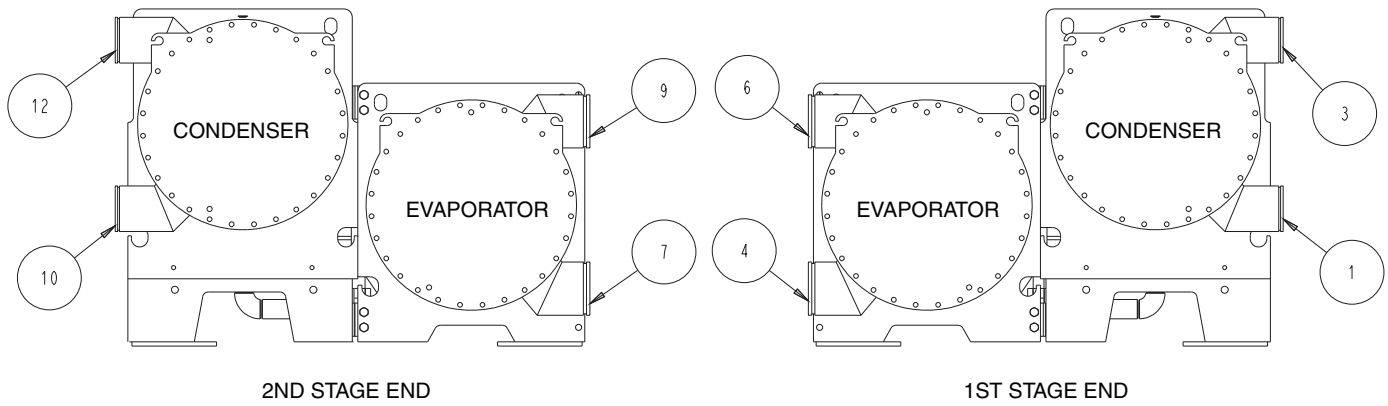 12
CONDENSER
9
EVAPORATOR
10
7
2ND STAGE END
6
CONDENSER
3
EVAPORATOR
4
1
1ST STAGE END